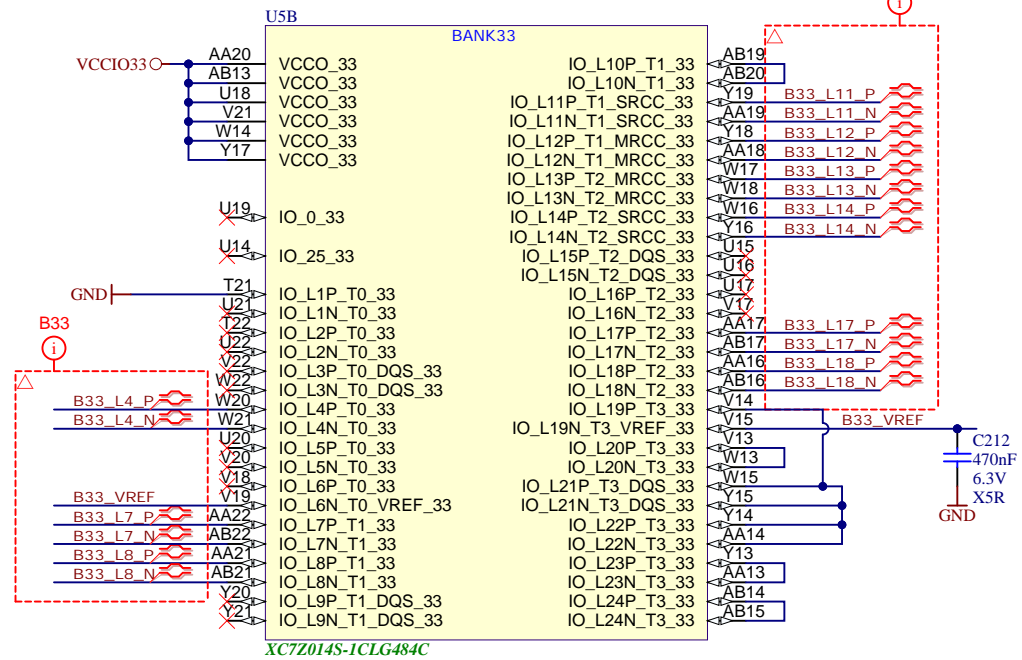 U5B
BANK33
i
VCCIO33
AA20 VCCO_33
AB13 VCCO_33
U18 VCCO_33
V21 VCCO_33
W14 VCCO_33
Y17 VCCO_33
U19 IO_0_33
U14 IO_25_33
GND T21 IO_L1P_T0_33
U21 IO_L1N_T0_33
T22 IO_L2P_T0_33
U22 IO_L2N_T0_33
V22 IO_L3P_T0_DQS_33
W22 IO_L3N_T0_DQS_33
B33
i
B33_L4_P W20 IO_L4P_T0_33
B33_L4_N W21 IO_L4N_T0_33
U20 IO_L5P_T0_33
V20 IO_L5N_T0_33
V18 IO_L6P_T0_33
B33_VREF V19 IO_L6N_T0_VREF_33
B33_L7_P AA22 IO_L7P_T1_33
B33_L7_N AB22 IO_L7N_T1_33
B33_L8_P AA21 IO_L8P_T1_33
B33_L8_N AB21 IO_L8N_T1_33
Y20 IO_L9P_T1_DQS_33
Y21 IO_L9N_T1_DQS_33
IO_L10P_T1_33 AB19
IO_L10N_T1_33 AB20
IO_L11P_T1_SRCC_33 Y19 B33_L11_P
IO_L11N_T1_SRCC_33 AA19 B33_L11_N
IO_L12P_T1_MRCC_33 Y18 B33_L12_P
IO_L12N_T1_MRCC_33 AA18 B33_L12_N
IO_L13P_T2_MRCC_33 W17 B33_L13_P
IO_L13N_T2_MRCC_33 W18 B33_L13_N
IO_L14P_T2_SRCC_33 W16 B33_L14_P
IO_L14N_T2_SRCC_33 Y16 B33_L14_N
IO_L15P_T2_DQS_33 U15
IO_L15N_T2_DQS_33 U16
IO_L16P_T2_33 U17
IO_L16N_T2_33 V17
IO_L17P_T2_33 AA17 B33_L17_P
IO_L17N_T2_33 AB17 B33_L17_N
IO_L18P_T2_33 AA16 B33_L18_P
IO_L18N_T2_33 AB16 B33_L18_N
IO_L19P_T3_33 V14
IO_L19N_T3_VREF_33 V15 B33_VREF
IO_L20P_T3_33 V13
IO_L20N_T3_33 W13
IO_L21P_T3_DQS_33 W15
IO_L21N_T3_DQS_33 Y15
IO_L22P_T3_33 Y14
IO_L22N_T3_33 AA14
IO_L23P_T3_33 Y13
IO_L23N_T3_33 AA13
IO_L24P_T3_33 AB14
IO_L24N_T3_33 AB15
C212
470nF
6.3V
X5R
GND
XC7Z014S-1CLG484C